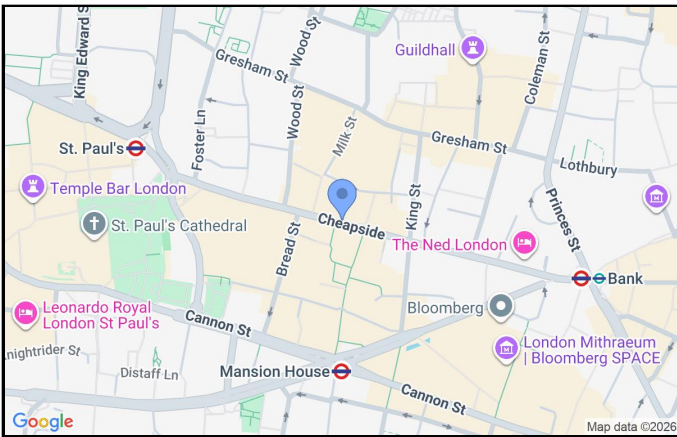 King Edward S
Wood St
Wood St
Guildhall
Coleman St
Gresham St
Foster Ln
Milk St
Gresham St
St. Paul's
Lothbury
Temple Bar London
St. Paul's Cathedral
Bread St
Cheapside
King St
Princes St
The Ned London
Bank
Bloomberg
Leonardo Royal
London St Paul's
Cannon St
nightrider St
London Mithraeum
| Bloomberg SPACE
Distaff Ln
Mansion House
Cannon St
Google
Map data ©2026